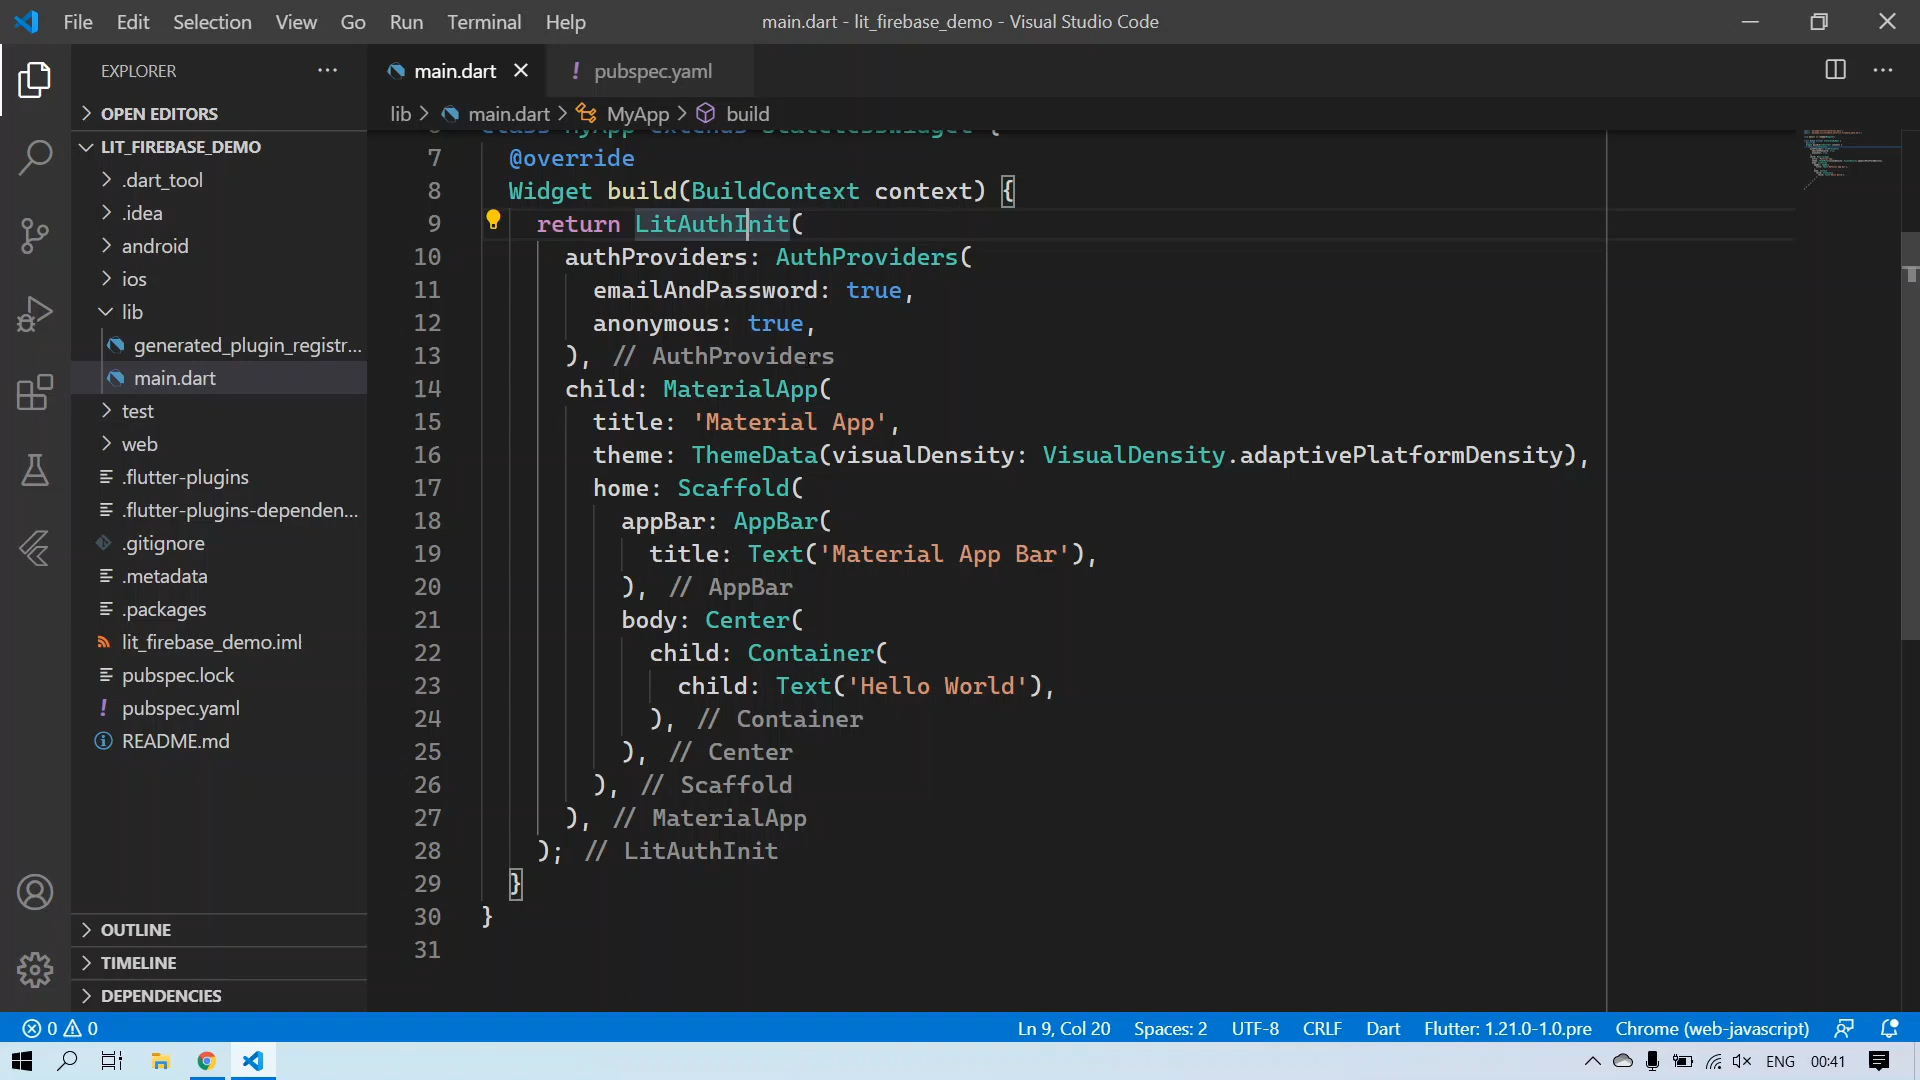 File Edit Selection View Go Run Terminal Help
main.dart - lit_firebase_demo - Visual Studio Code
EXPLORER
OPEN EDITORS
LIT_FIREBASE_DEMO
.dart_tool
.idea
android
ios
lib
generated_plugin_registr...
main.dart
test
web
.flutter-plugins
.flutter-plugins-dependen...
.gitignore
.metadata
.packages
lit_firebase_demo.iml
pubspec.lock
! pubspec.yaml
README.md
OUTLINE
TIMELINE
DEPENDENCIES
main.dart
! pubspec.yaml
lib > main.dart > MyApp > build
7 @override
8 Widget build(BuildContext context) {
9 return LitAuthInit(
10 authProviders: AuthProviders(
11 emailAndPassword: true,
12 anonymous: true,
13 ), // AuthProviders
14 child: MaterialApp(
15 title: 'Material App',
16 theme: ThemeData(visualDensity: VisualDensity.adaptivePlatformDensity),
17 home: Scaffold(
18 appBar: AppBar(
19 title: Text('Material App Bar'),
20 ), // AppBar
21 body: Center(
22 child: Container(
23 child: Text('Hello World'),
24 ), // Container
25 ), // Center
26 ), // Scaffold
27 ), // MaterialApp
28 ); // LitAuthInit
29 }
30 }
31
0 0
Ln 9, Col 20 Spaces: 2 UTF-8 CRLF Dart Flutter: 1.21.0-1.0.pre Chrome (web-javascript)
ENG 00:41